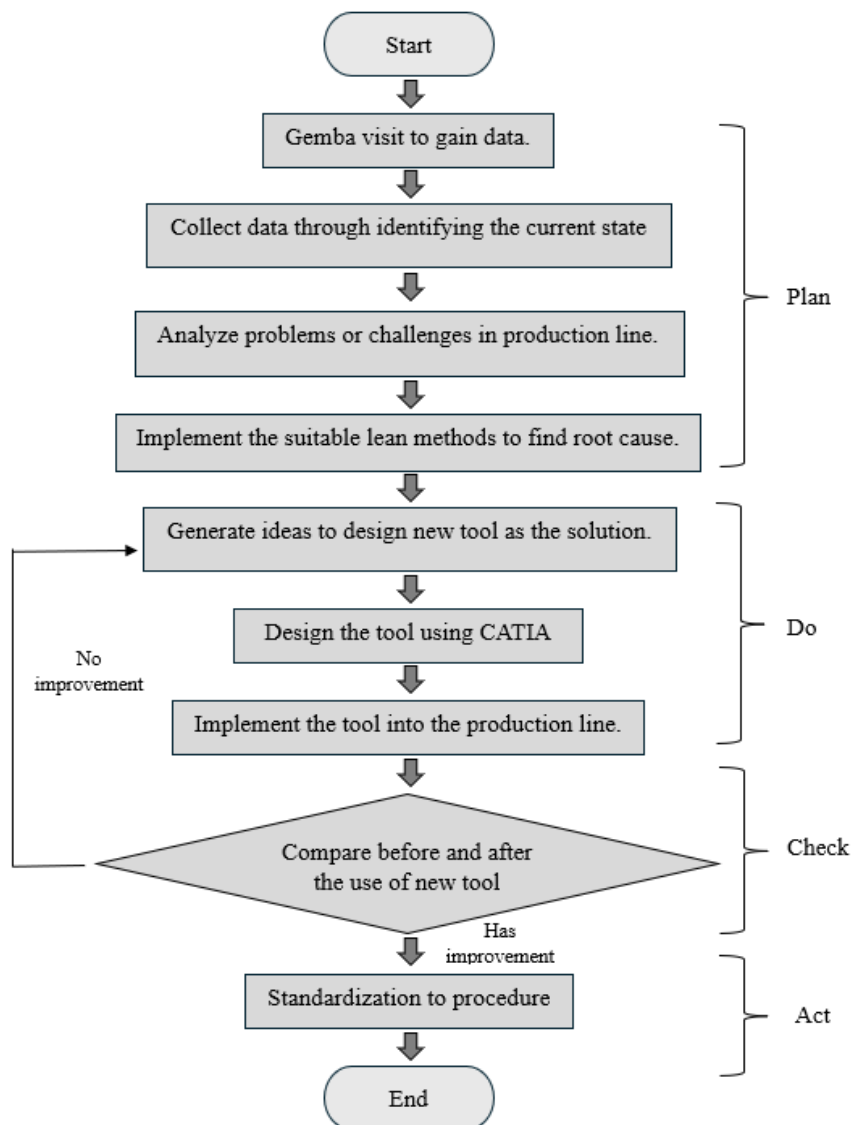 Start
Gemba visit to gain data.
Collect data through identifying the current state
Analyze problems or challenges in production line.
Plan
Implement the suitable lean methods to find root cause.
Generate ideas to design new tool as the solution.
Design the tool using CATIA
Do
No
improvement
Implement the tool into the production line.
Compare before and after
the use of new tool
Check
Has
improvement
Standardization to procedure
Act
End